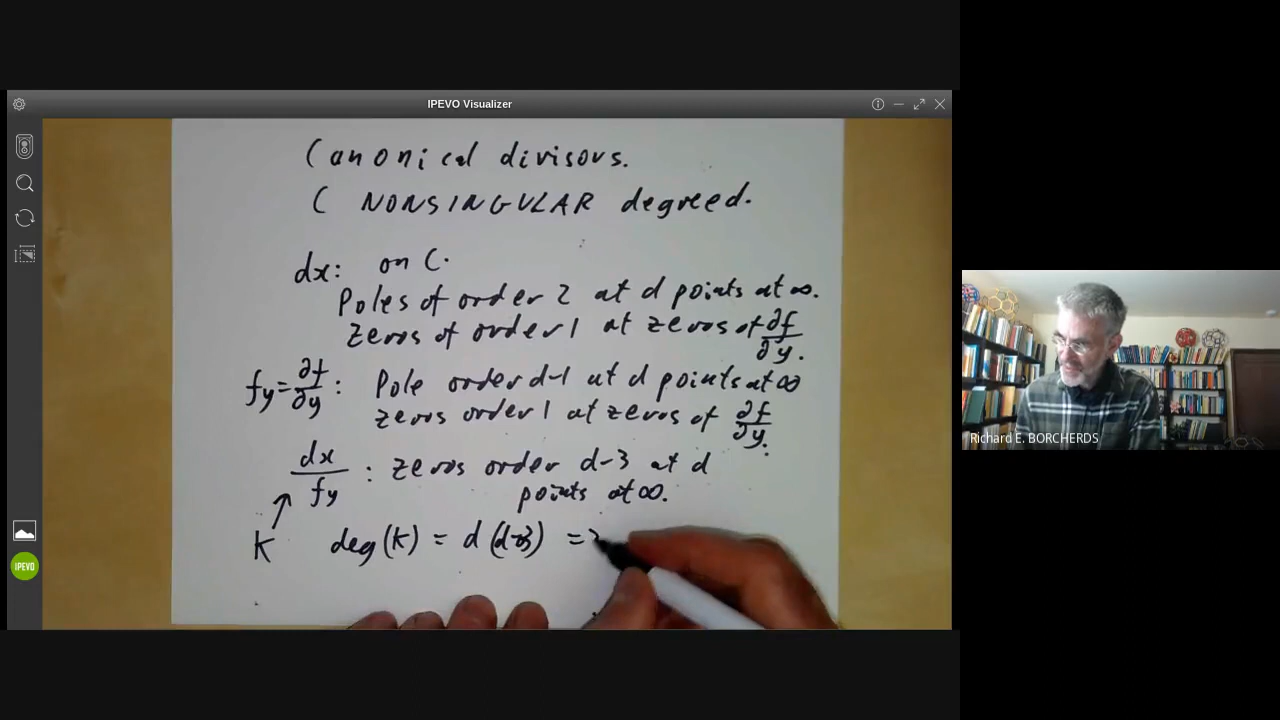 IPEVO Visualizer
Canonical divisors.
C NONSINGULAR degree d.
dx: on C.
Poles of order 2 at d points at ∞.
zeros of order 1 at zeros of ∂f/∂y.
fy = ∂f/∂y : Pole order d-1 at d points at ∞
zeros order 1 at zeros of ∂f/∂y.
dx/fy : zeros order d-3 at d
points at ∞.
K deg(K) = d(d-3) =
Richard E. BORCHERDS
IPEVO